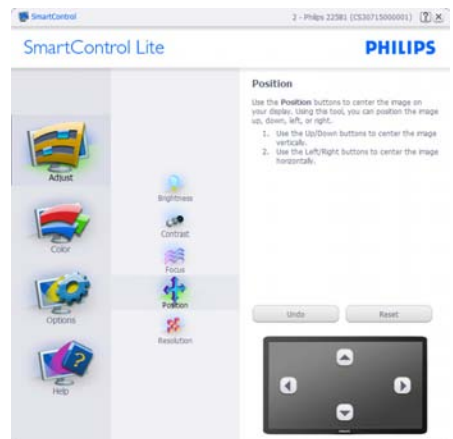 SmartControl
2 - Philips 225B1 (CS30715000001)
SmartControl Lite
PHILIPS
Adjust
Color
Options
Help
Brightness
Contrast
Focus
Position
Resolution
Position
Use the Position buttons to center the image on
your display. Using this tool, you can position the image
up, down, left, or right.
1. Use the Up/Down buttons to center the image
vertically.
2. Use the Left/Right buttons to center the image
horizontally.
Undo
Reset